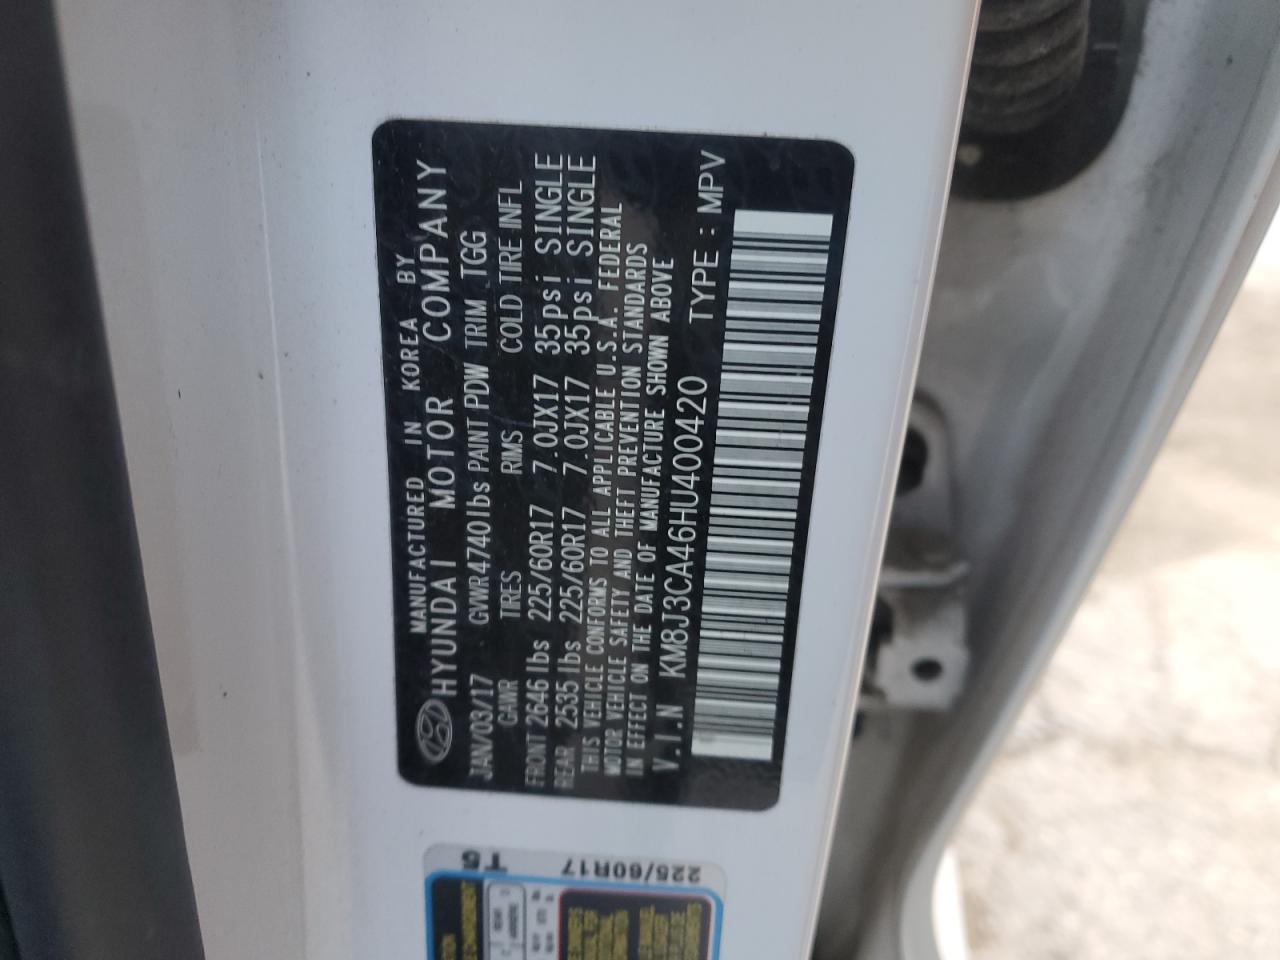 MANUFACTURED IN KOREA BY
HYUNDAI MOTOR COMPANY
JAN/03/17 GVWR4740lbs PAINT PDW TRIM TGG
GAWR TIRES RIMS COLD TIRE INFL
FRONT 2646 lbs 225/60R17 7.0JX17 35psi SINGLE
REAR 2535 lbs 225/60R17 7.0JX17 35psi SINGLE
THIS VEHICLE CONFORMS TO ALL APPLICABLE U.S.A. FEDERAL
MOTOR VEHICLE SAFETY AND THEFT PREVENTION STANDARDS
IN EFFECT ON THE DATE OF MANUFACTURE SHOWN ABOVE
V.I.N KM8J3CA46HU400420 TYPE : MPV
225/60R17
T5